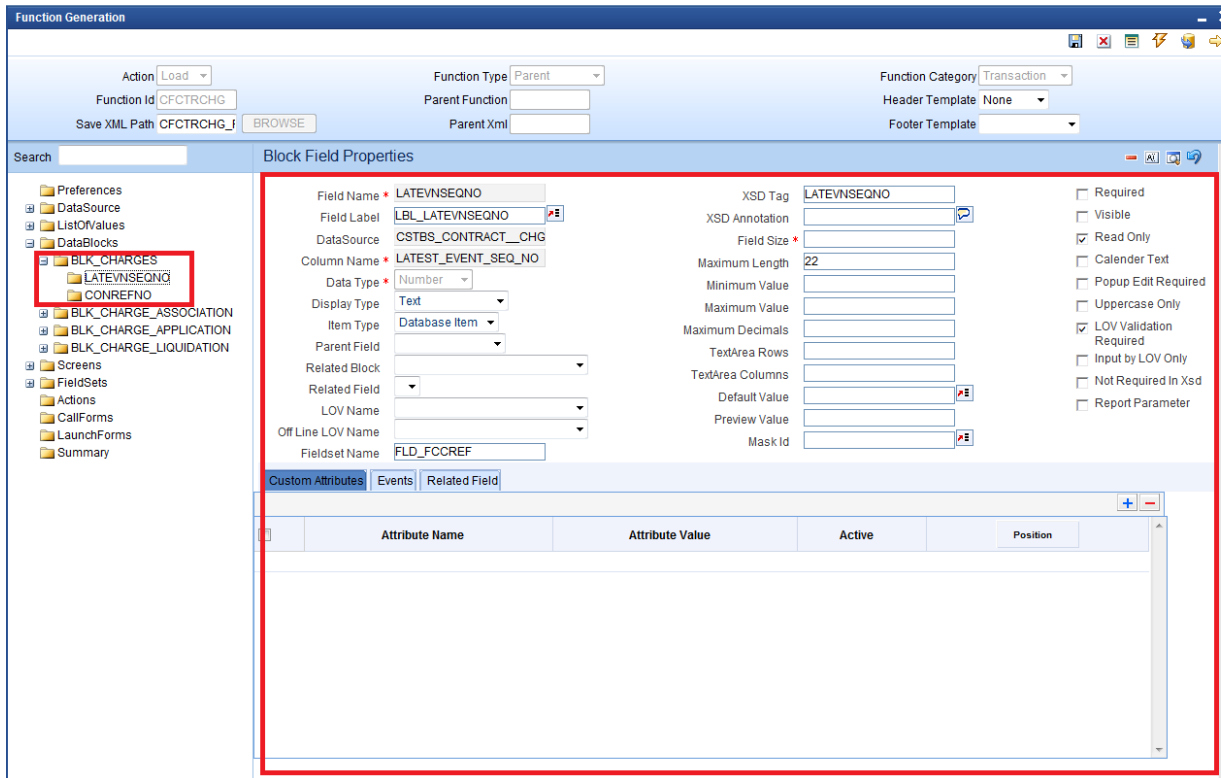 Function Generation
Action Load Function Type Parent Function Category Transaction
Function Id CFCTRCHG Parent Function Header Template None
Save XML Path CFCTRCHG_ BROWSE Parent Xml Footer Template
Search Block Field Properties
Preferences
DataSource
ListOfValues
DataBlocks
BLK_CHARGES
LATEVNSEQNO
CONREFNO
BLK_CHARGE_ASSOCIATION
BLK_CHARGE_APPLICATION
BLK_CHARGE_LIQUIDATION
Screens
FieldSets
Actions
CallForms
LaunchForms
Summary
Field Name * LATEVNSEQNO
Field Label LBL_LATEVNSEQNO
DataSource CSTBS_CONTRACT__CHG
Column Name * LATEST_EVENT_SEQ_NO
Data Type * Number
Display Type Text
Item Type Database Item
Parent Field
Related Block
Related Field
LOV Name
Off Line LOV Name
Fieldset Name FLD_FCCREF
XSD Tag LATEVNSEQNO
XSD Annotation
Field Size *
Maximum Length 22
Minimum Value
Maximum Value
Maximum Decimals
TextArea Rows
TextArea Columns
Default Value
Preview Value
Mask Id
Required
Visible
Read Only
Calender Text
Popup Edit Required
Uppercase Only
LOV Validation
Required
Input by LOV Only
Not Required In Xsd
Report Parameter
Custom Attributes Events Related Field
Attribute Name Attribute Value Active Position